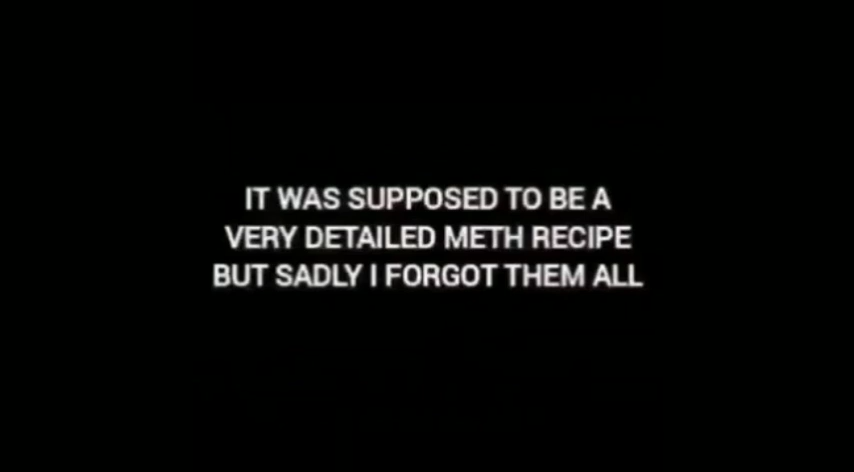 IT WAS SUPPOSED TO BE A
VERY DETAILED METH RECIPE
BUT SADLY I FORGOT THEM ALL